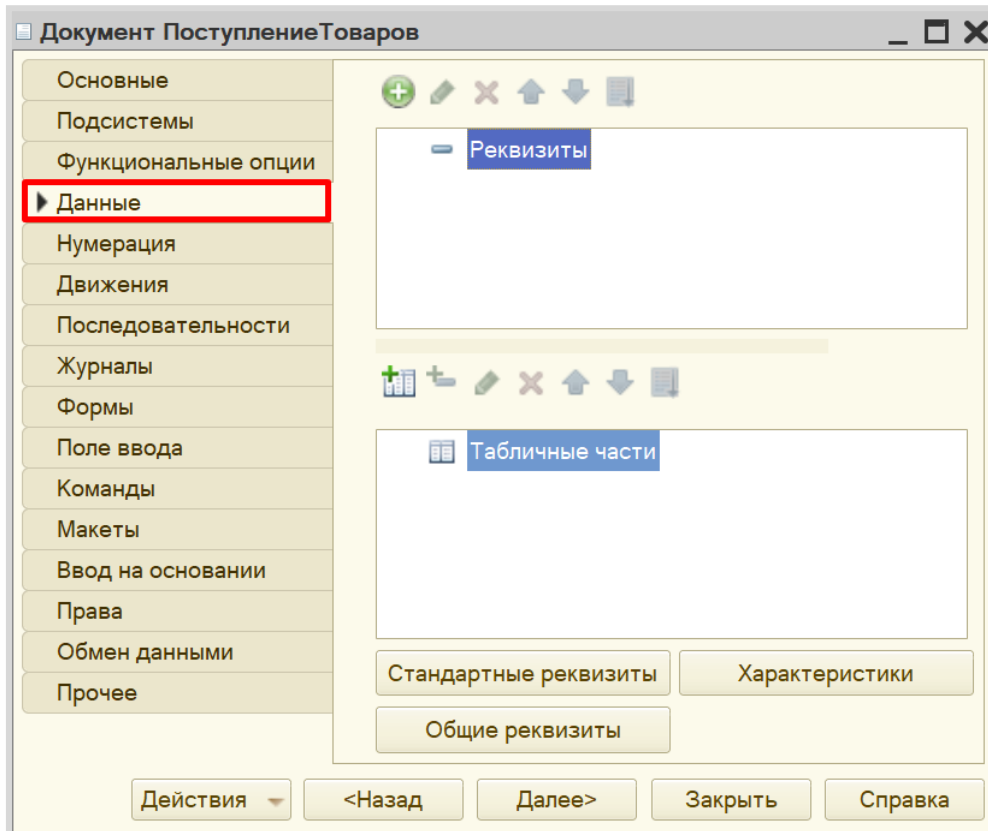 Документ ПоступлениеТоваров
Основные
Подсистемы
Функциональные опции
Данные
Нумерация
Движения
Последовательности
Журналы
Формы
Поле ввода
Команды
Макеты
Ввод на основании
Права
Обмен данными
Прочее
Реквизиты
Табличные части
Стандартные реквизиты
Характеристики
Общие реквизиты
Действия
<Назад
Далее>
Закрыть
Справка